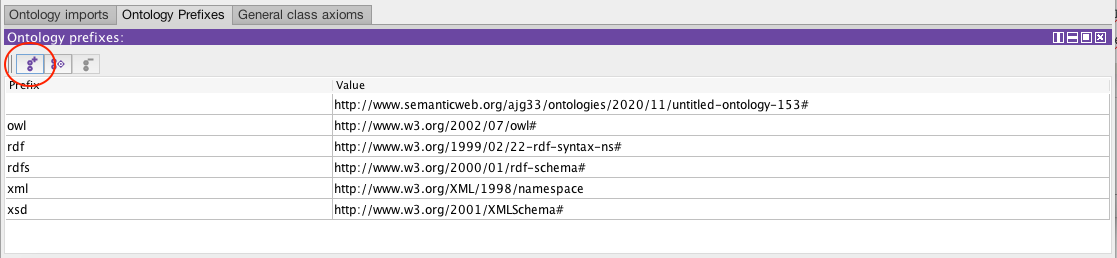 Ontology imports Ontology Prefixes General class axioms
Ontology prefixes:
Prefix Value
http://www.semanticweb.org/ajg33/ontologies/2020/11/untitled-ontology-153#
owl http://www.w3.org/2002/07/owl#
rdf http://www.w3.org/1999/02/22-rdf-syntax-ns#
rdfs http://www.w3.org/2000/01/rdf-schema#
xml http://www.w3.org/XML/1998/namespace
xsd http://www.w3.org/2001/XMLSchema#